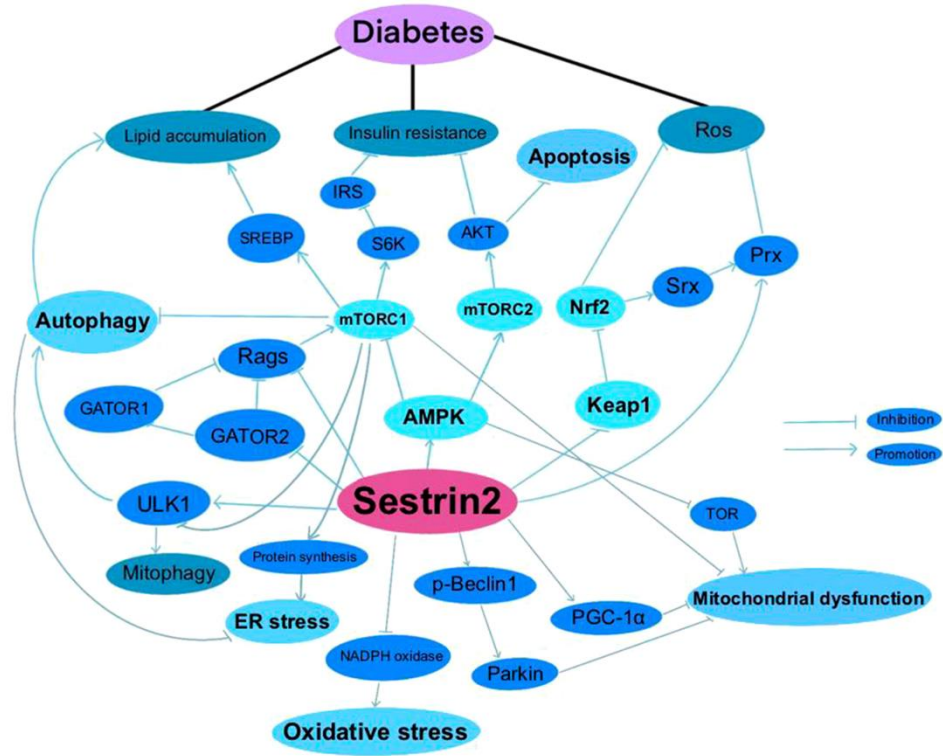 Diabetes
Lipid accumulation
Insulin resistance
Ros
Apoptosis
IRS
SREBP
S6K
AKT
Prx
Srx
Autophagy
mTORC1
mTORC2
Nrf2
Rags
GATOR1
GATOR2
AMPK
Keap1
Inhibition
Promotion
Sestrin2
ULK1
TOR
Protein synthesis
Mitophagy
p-Beclin1
Mitochondrial dysfunction
PGC-1α
ER stress
NADPH oxidase
Parkin
Oxidative stress